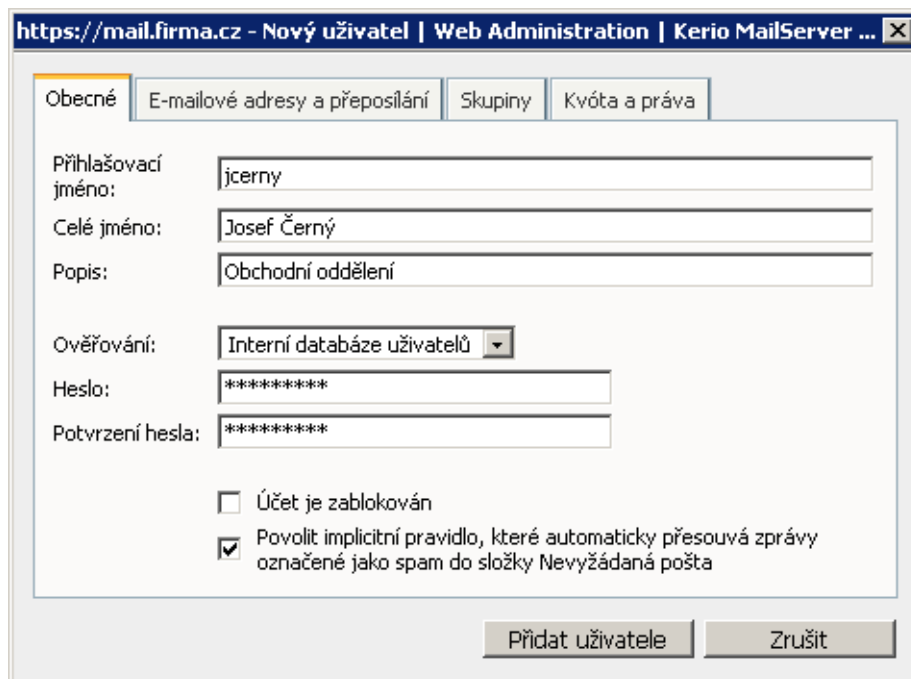 https://mail.firma.cz - Nový uživatel | Web Administration | Kerio MailServer ...
Obecné E-mailové adresy a přeposílání Skupiny Kvóta a práva
Přihlašovací
jméno: jcerny
Celé jméno: Josef Černý
Popis: Obchodní oddělení
Ověřování: Interní databáze uživatelů
Heslo: *********
Potvrzení hesla: *********
Účet je zablokován
Povolit implicitní pravidlo, které automaticky přesouvá zprávy
označené jako spam do složky Nevyžádaná pošta
Přidat uživatele Zrušit